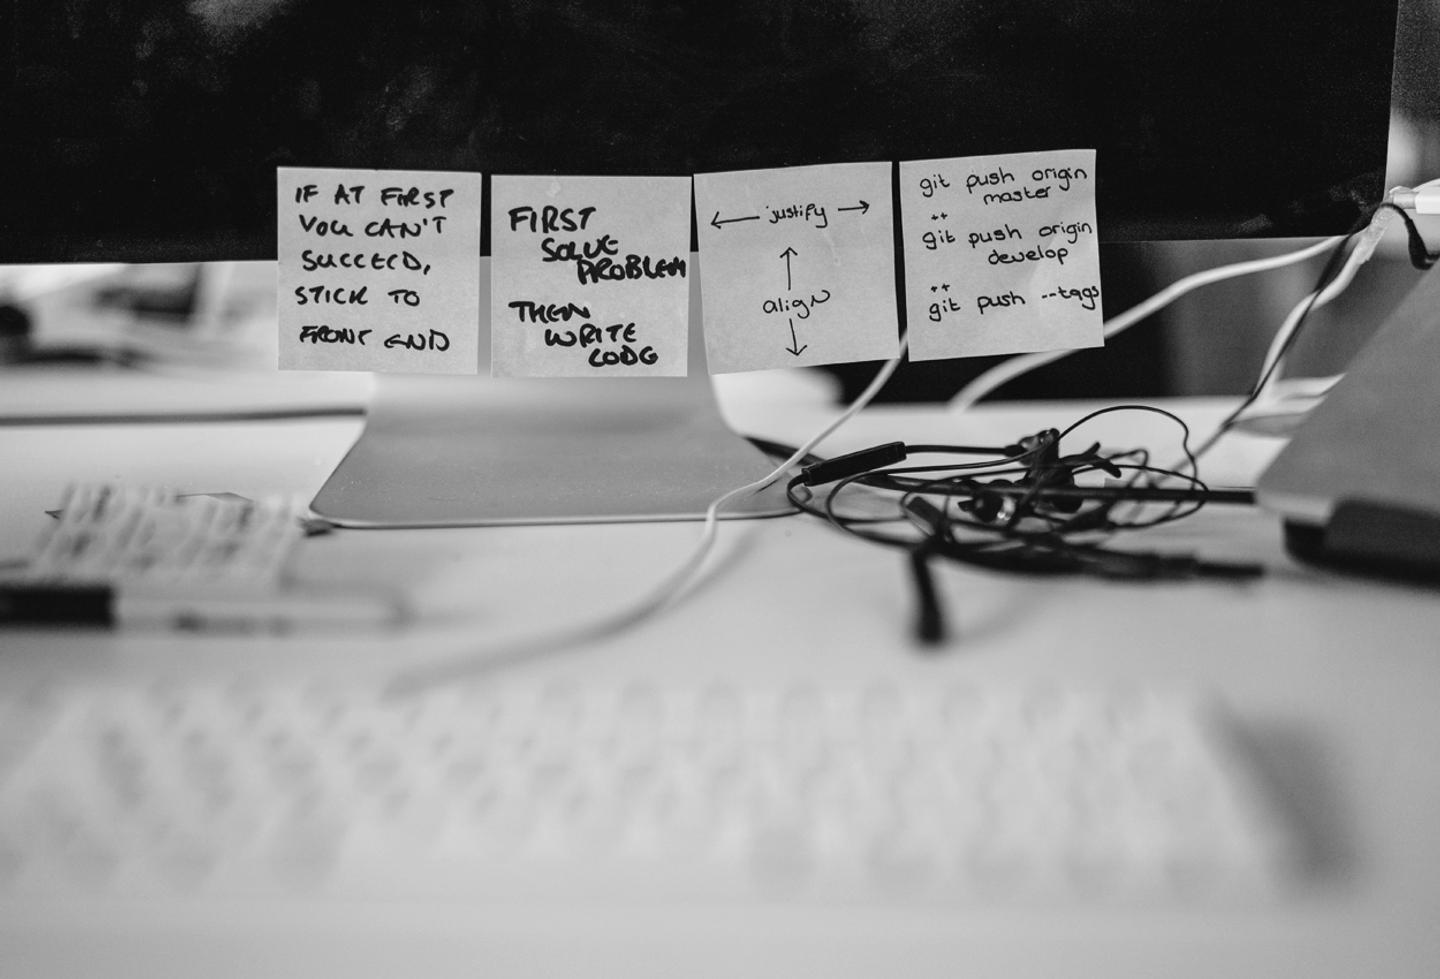 IF AT FIRST
YOU CAN'T
SUCCEED,
STICK TO
FRONT END
FIRST
SOLVE
PROBLEM
THEN
WRITE
CODE
← justify →
↑
align
↓
git push origin
master
++
git push origin
develop
++
git push --tags